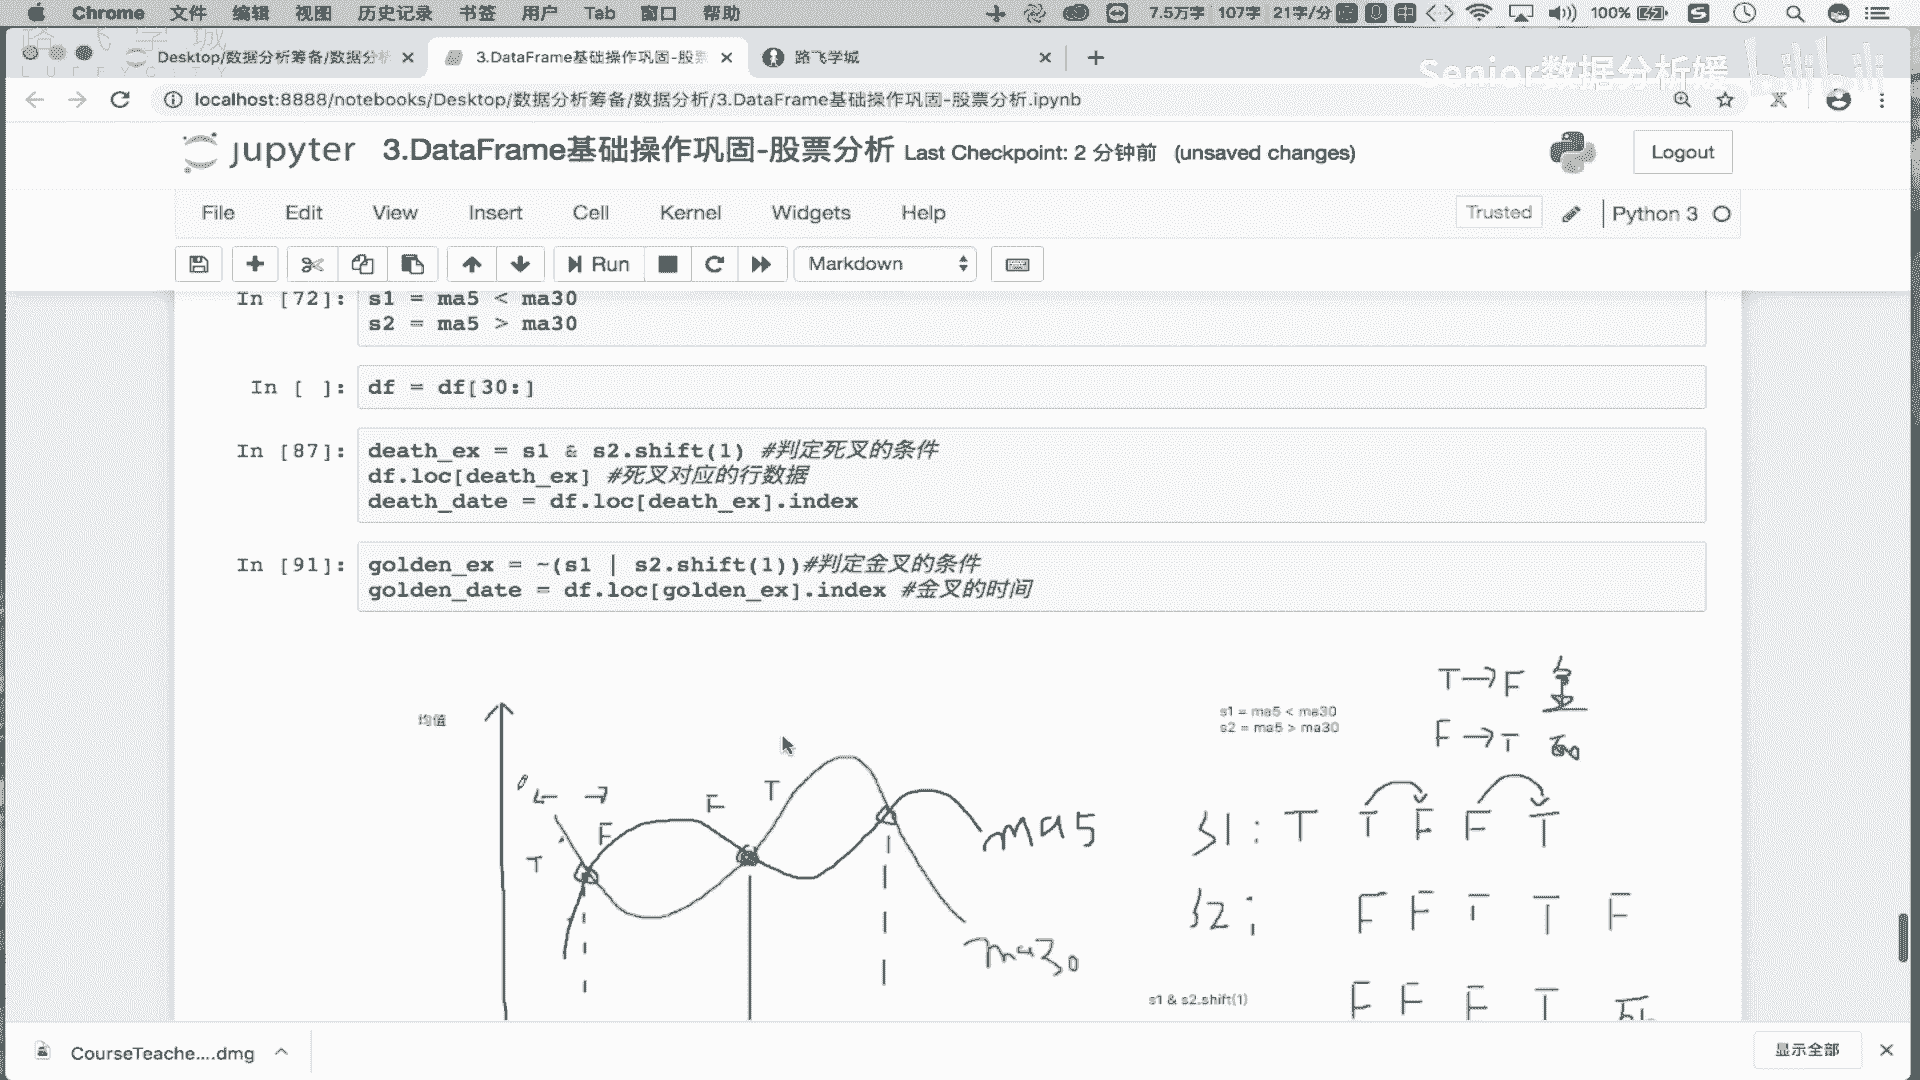 Chrome 文件 编辑 视图 历史记录 书签 用户 Tab 窗口 帮助 7.5万字 107字 21字/分 中 100%
路飞学城
LUFFYCITY
Desktop/数据分析筹备/数据分析
3.DataFrame基础操作巩固-股票
路飞学城
Senior数据分析媛 bilibili
localhost:8888/notebooks/Desktop/数据分析筹备/数据分析/3.DataFrame基础操作巩固-股票分析.ipynb
jupyter 3.DataFrame基础操作巩固-股票分析 Last Checkpoint: 2 分钟前 (unsaved changes)
Logout
File Edit View Insert Cell Kernel Widgets Help
Trusted
Python 3
Run
Markdown
In [72]: s1 = ma5 < ma30
s2 = ma5 > ma30
In [ ]: df = df[30:]
In [87]: death_ex = s1 & s2.shift(1) #判定死叉的条件
df.loc[death_ex] #死叉对应的行数据
death_date = df.loc[death_ex].index
In [91]: golden_ex = ~(s1 | s2.shift(1))#判定金叉的条件
golden_date = df.loc[golden_ex].index #金叉的时间
T→F 金
均值
s1 = ma5 < ma30
s2 = ma5 > ma30
F→T
T
F
F
T
ma5
ma30
s1: T T F F T
s2: F F T T F
s1 & s2.shift(1)
F F F T
CourseTeache....dmg
显示全部